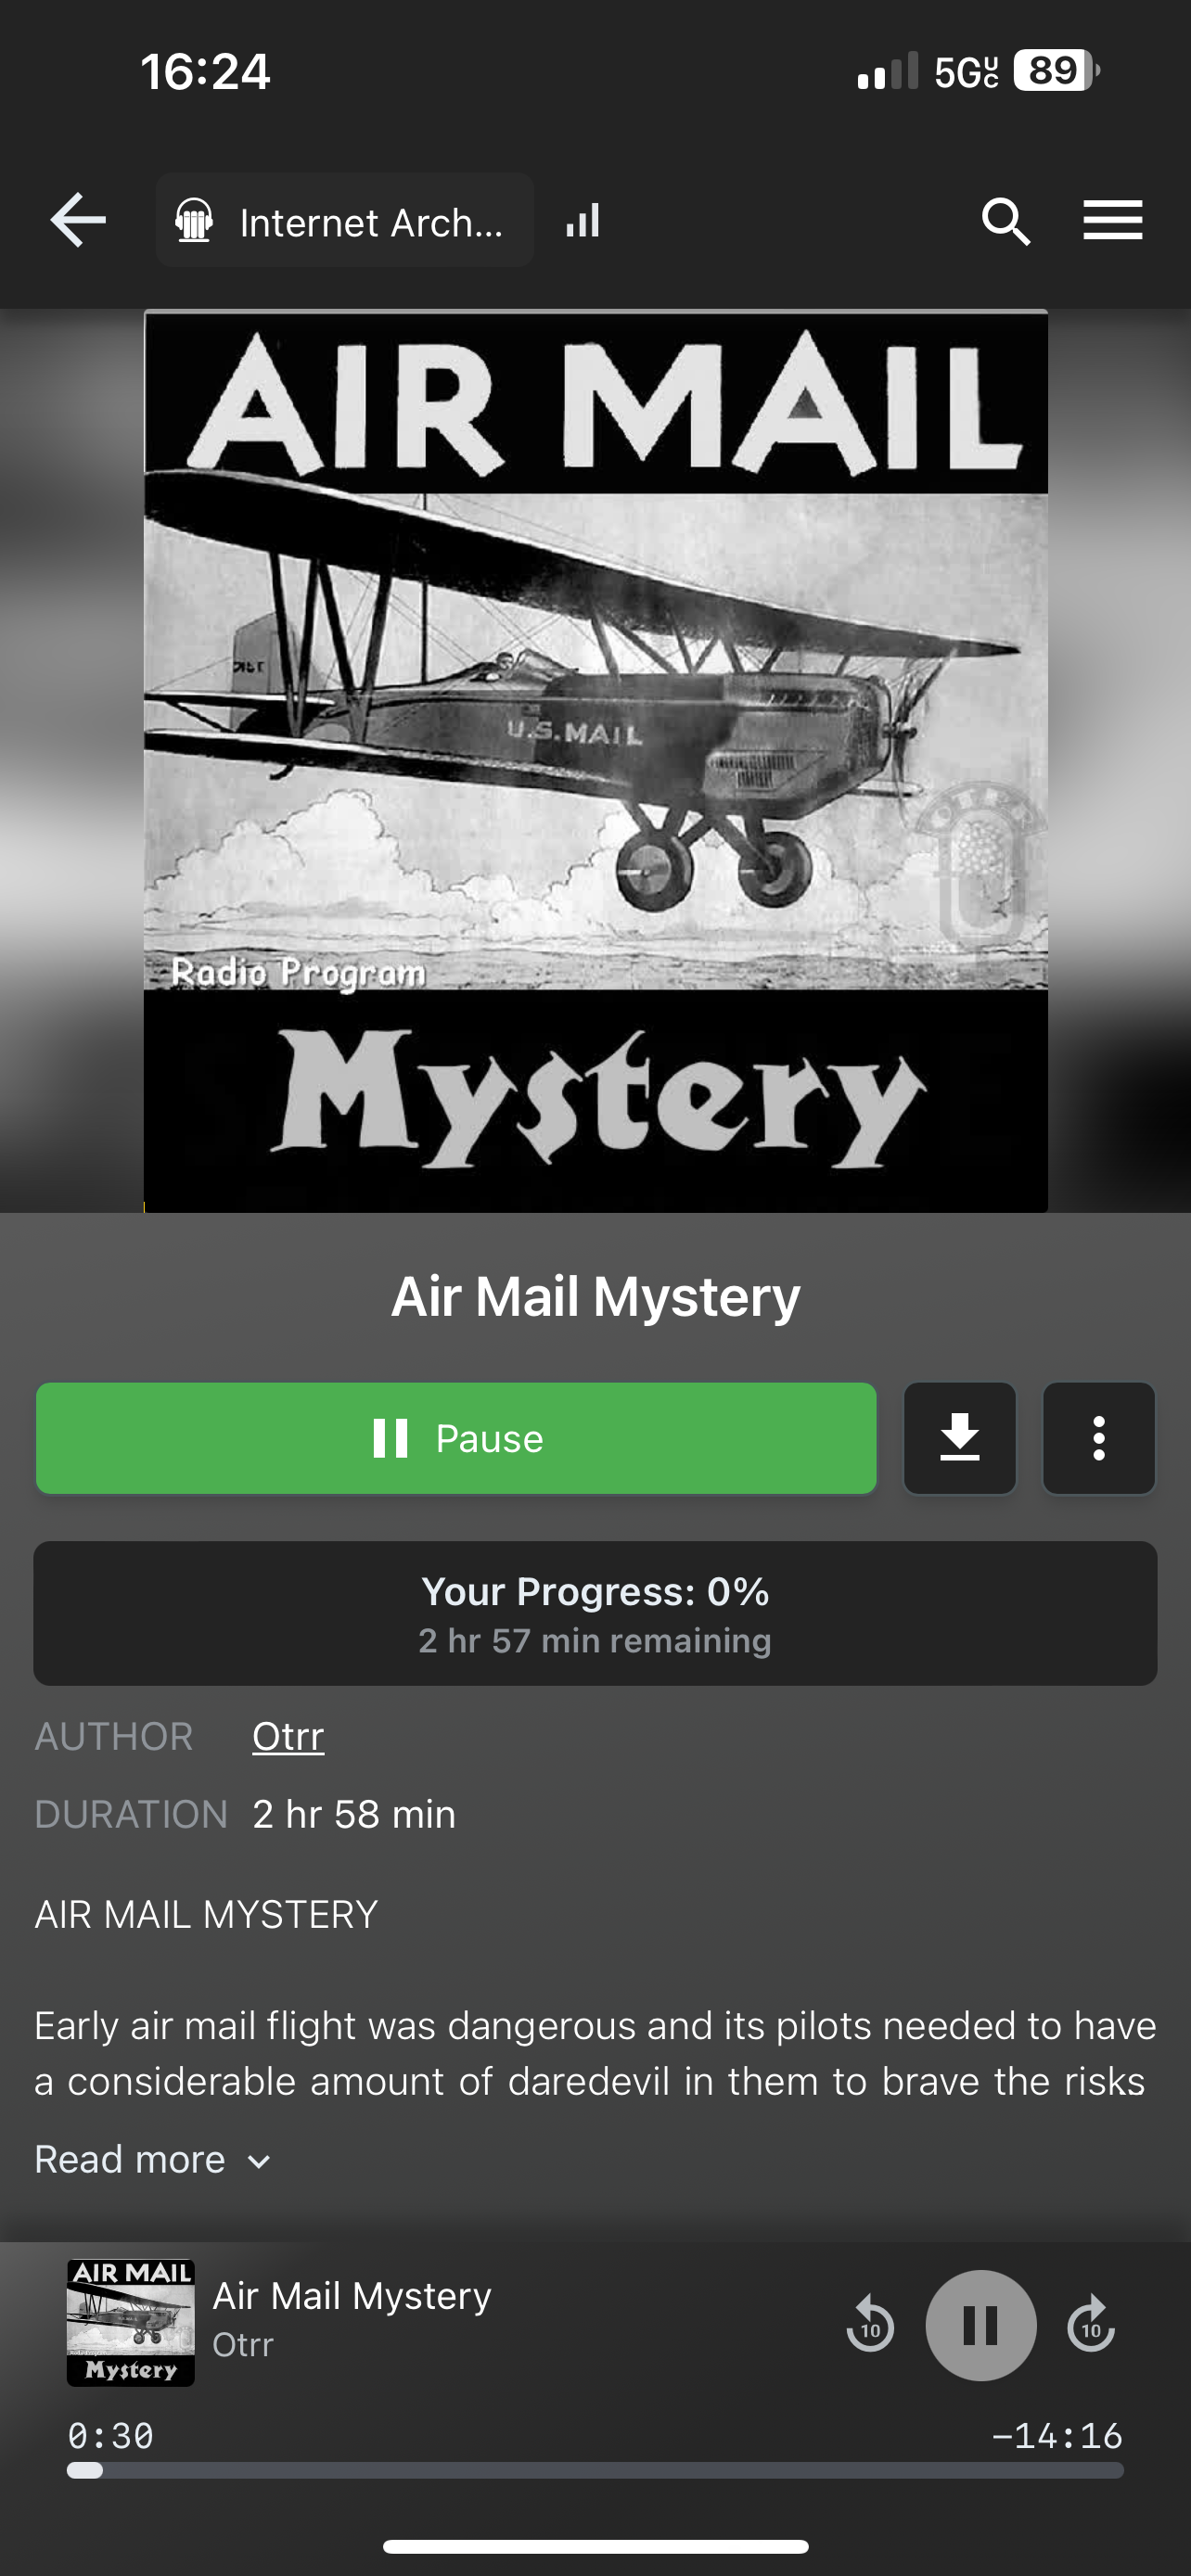 16:24
5GUC 89
Internet Arch...
AIR MAIL
U.S.MAIL
Radio Program
Mystery
Air Mail Mystery
Pause
Your Progress: 0%
2 hr 57 min remaining
AUTHOR Otrr
DURATION 2 hr 58 min
AIR MAIL MYSTERY
Early air mail flight was dangerous and its pilots needed to have
a considerable amount of daredevil in them to brave the risks
Read more
AIR MAIL
Mystery
Air Mail Mystery
Otrr
10
10
0:30
−14:16